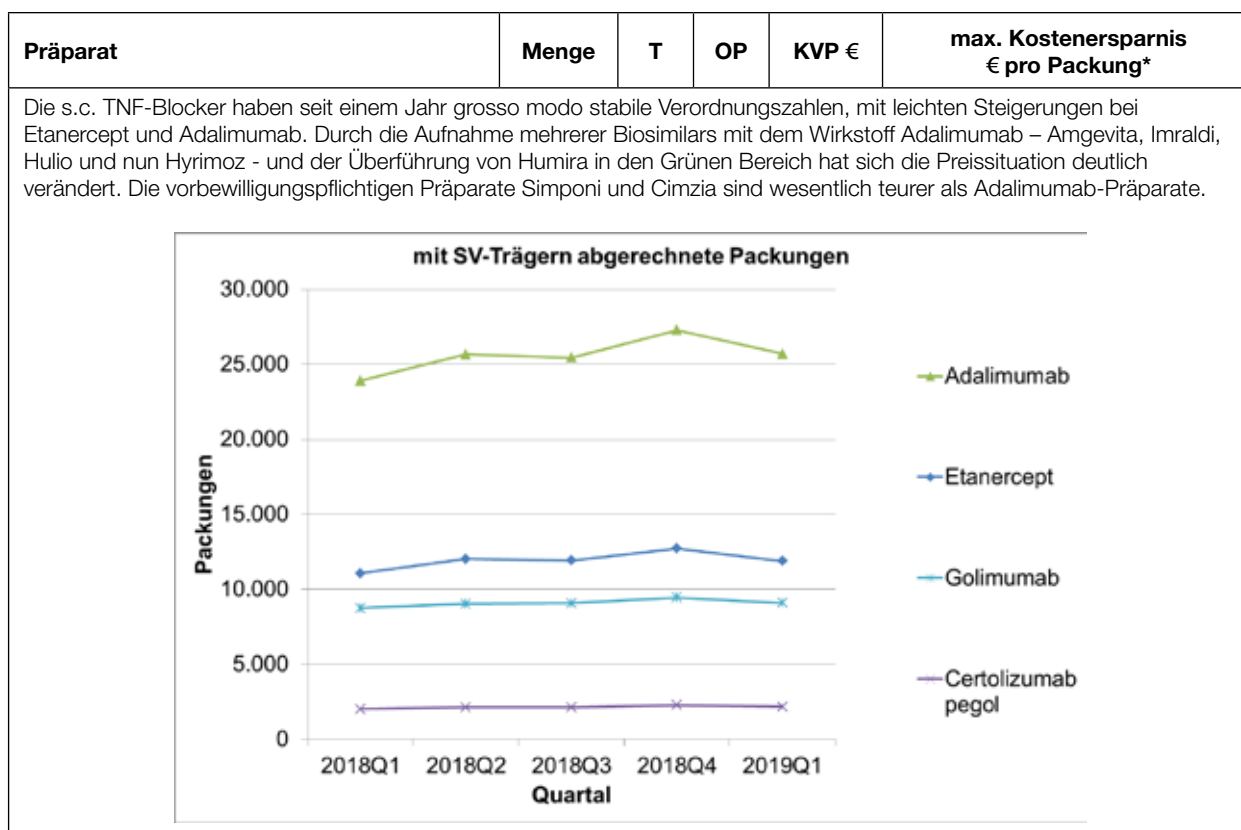 Präparat Menge T OP KVP € max. Kostenersparnis
€ pro Packung*
Die s.c. TNF-Blocker haben seit einem Jahr grosso modo stabile Verordnungszahlen, mit leichten Steigerungen bei
Etanercept und Adalimumab. Durch die Aufnahme mehrerer Biosimilars mit dem Wirkstoff Adalimumab – Amgevita, Imraldi,
Hulio und nun Hyrimoz - und der Überführung von Humira in den Grünen Bereich hat sich die Preissituation deutlich
verändert. Die vorbewilligungspflichtigen Präparate Simponi und Cimzia sind wesentlich teurer als Adalimumab-Präparate.
mit SV-Trägern abgerechnete Packungen
30.000
25.000
20.000
15.000
10.000
5.000
0
Packungen
2018Q1 2018Q2 2018Q3 2018Q4 2019Q1
Quartal
Adalimumab
Etanercept
Golimumab
Certolizumab
pegol